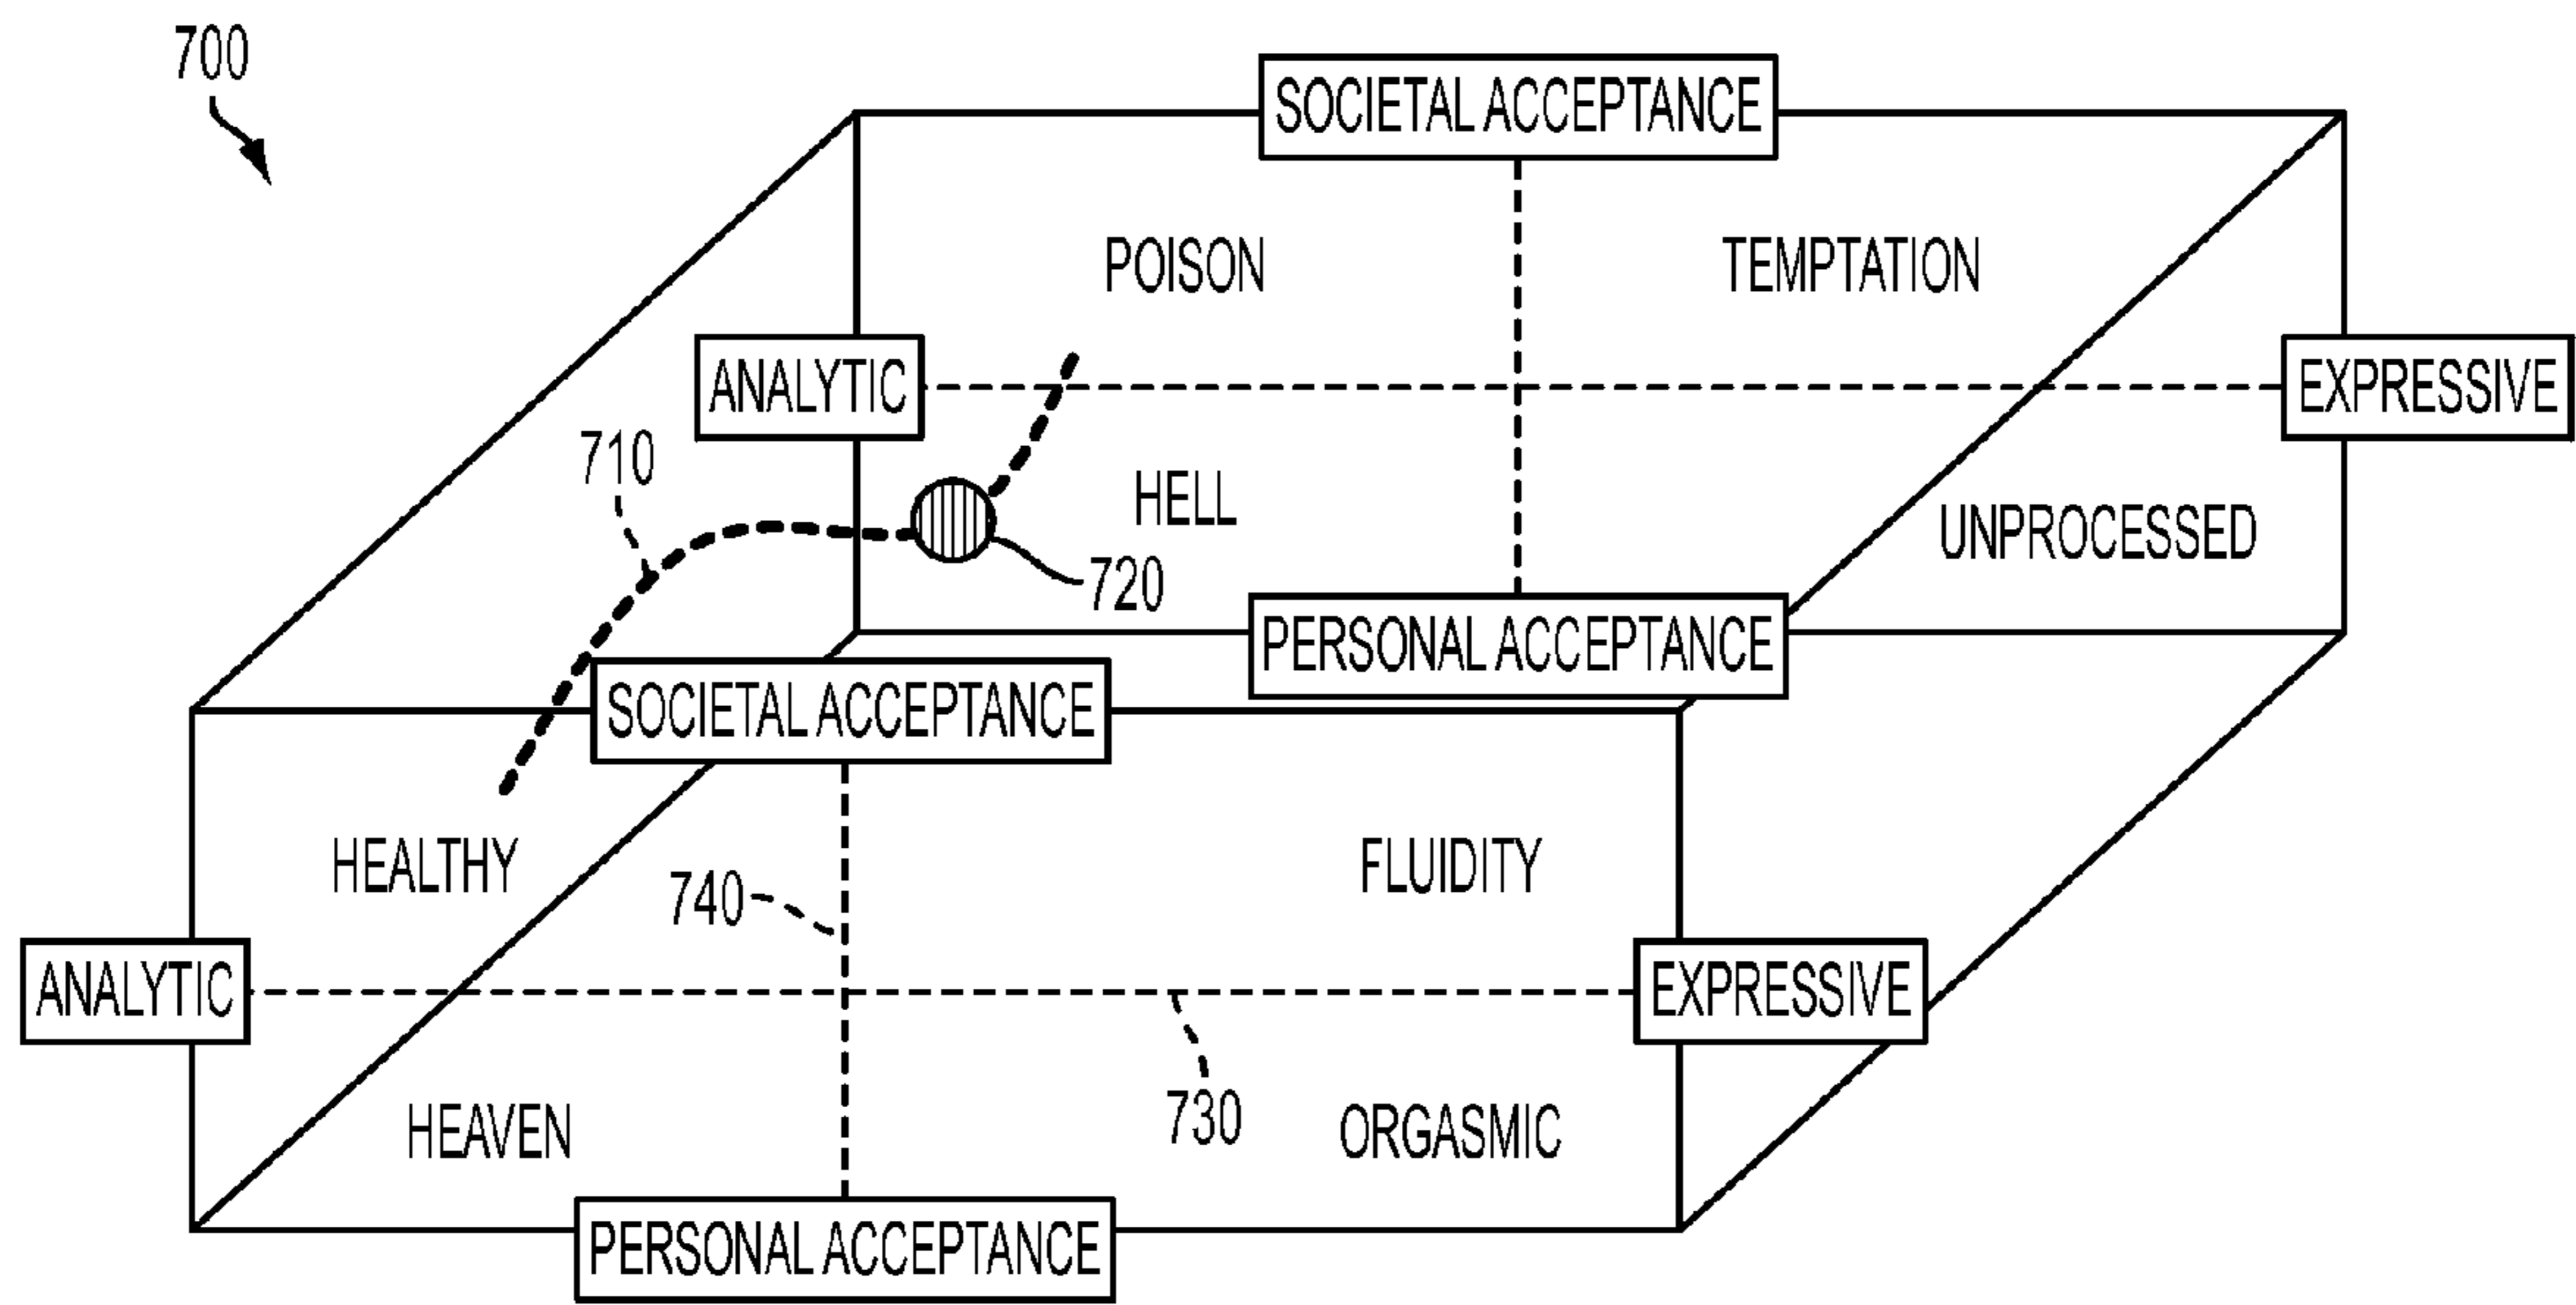 700
SOCIETAL ACCEPTANCE
POISON
TEMPTATION
ANALYTIC
EXPRESSIVE
710
HELL
UNPROCESSED
720
PERSONAL ACCEPTANCE
SOCIETAL ACCEPTANCE
HEALTHY
FLUIDITY
740
ANALYTIC
EXPRESSIVE
730
HEAVEN
ORGASMIC
PERSONAL ACCEPTANCE